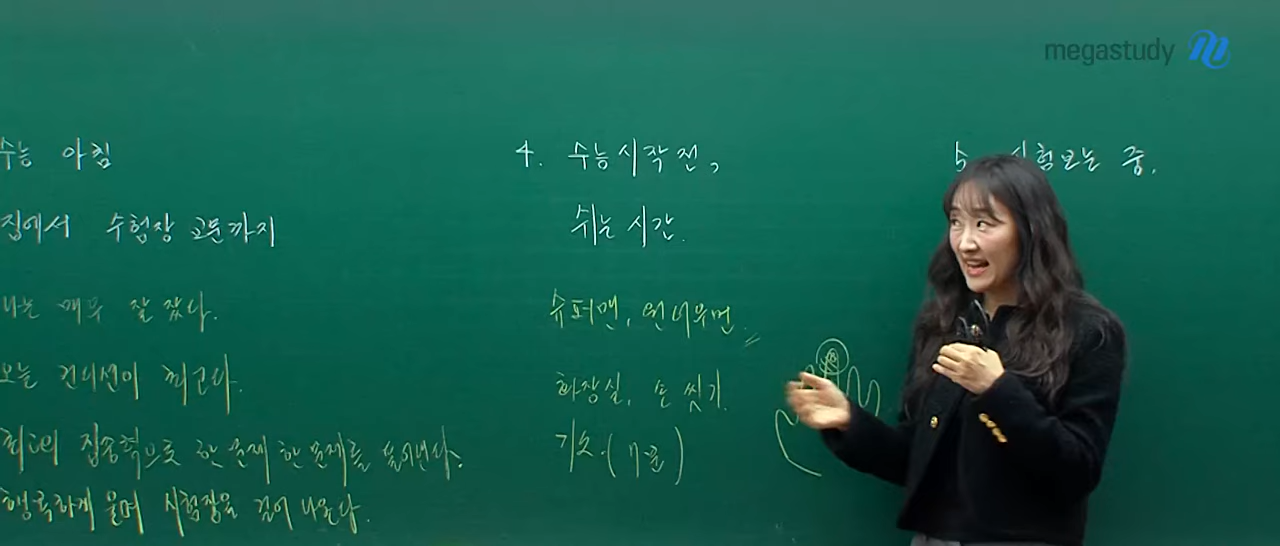 megastudy
수능 아침
집에서 수험장 교문까지
나는 매우 잘 잤다.
오늘 컨디션이 최고다.
최고의 집중력으로 한 문제 한 문제를 풀어낸다.
행복하게 울며 시험장을 걸어 나온다.
4. 수능시작 전,
쉬는 시간.
슈퍼맨, 원더우먼.
화장실, 손 씻기.
기출. (7분)
5. 시험보는 중.